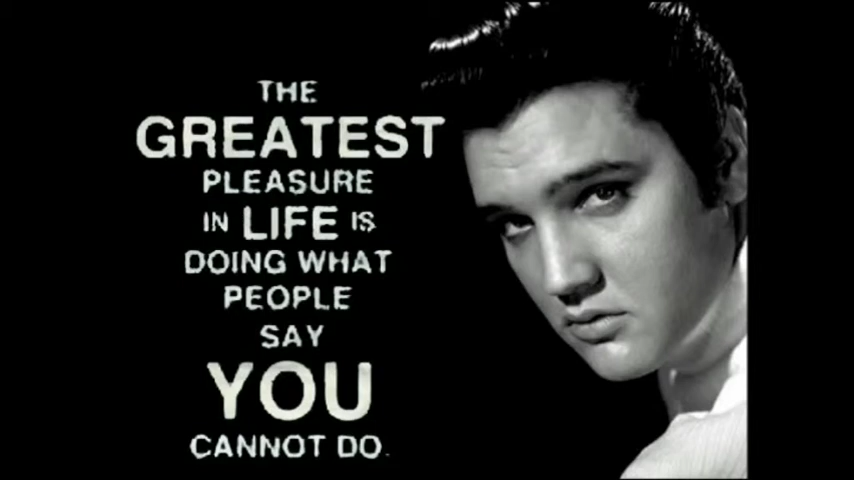 THE
GREATEST
PLEASURE
IN LIFE IS
DOING WHAT
PEOPLE
SAY
YOU
CANNOT DO.